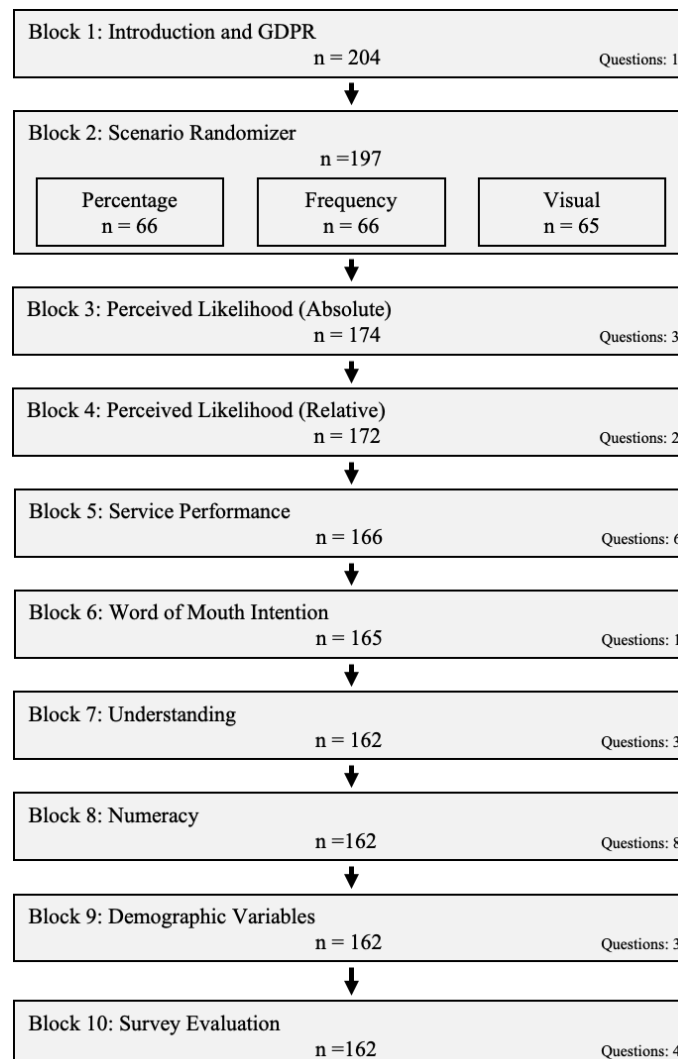 Block 1: Introduction and GDPR
n = 204
Questions: 1
Block 2: Scenario Randomizer
n =197
Percentage
n = 66
Frequency
n = 66
Visual
n = 65
Block 3: Perceived Likelihood (Absolute)
n = 174
Questions: 3
Block 4: Perceived Likelihood (Relative)
n = 172
Questions: 2
Block 5: Service Performance
n = 166
Questions: 6
Block 6: Word of Mouth Intention
n = 165
Questions: 1
Block 7: Understanding
n = 162
Questions: 3
Block 8: Numeracy
n =162
Questions: 8
Block 9: Demographic Variables
n = 162
Questions: 3
Block 10: Survey Evaluation
n =162
Questions: 4